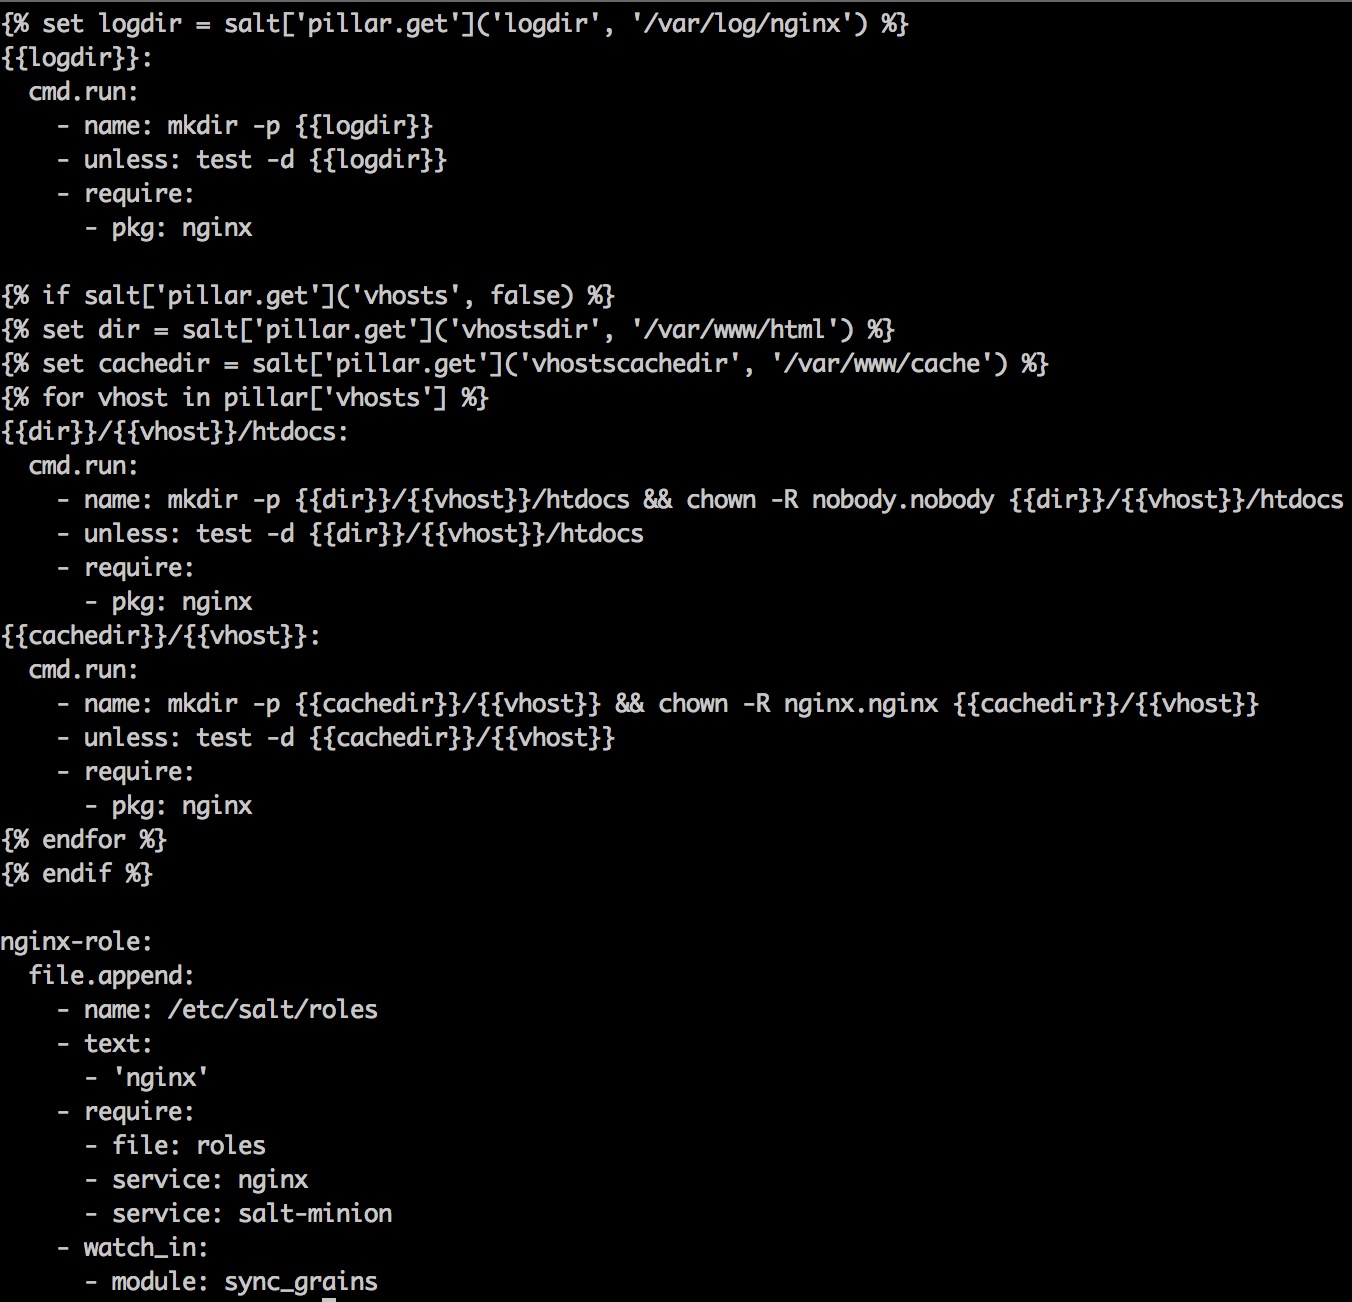 {% set logdir = salt['pillar.get']('logdir', '/var/log/nginx') %}
{{logdir}}:
  cmd.run:
    - name: mkdir -p {{logdir}}
    - unless: test -d {{logdir}}
    - require:
      - pkg: nginx

{% if salt['pillar.get']('vhosts', false) %}
{% set dir = salt['pillar.get']('vhostsdir', '/var/www/html') %}
{% set cachedir = salt['pillar.get']('vhostscachedir', '/var/www/cache') %}
{% for vhost in pillar['vhosts'] %}
{{dir}}/{{vhost}}/htdocs:
  cmd.run:
    - name: mkdir -p {{dir}}/{{vhost}}/htdocs && chown -R nobody.nobody {{dir}}/{{vhost}}/htdocs
    - unless: test -d {{dir}}/{{vhost}}/htdocs
    - require:
      - pkg: nginx
{{cachedir}}/{{vhost}}:
  cmd.run:
    - name: mkdir -p {{cachedir}}/{{vhost}} && chown -R nginx.nginx {{cachedir}}/{{vhost}}
    - unless: test -d {{cachedir}}/{{vhost}}
    - require:
      - pkg: nginx
{% endfor %}
{% endif %}

nginx-role:
  file.append:
    - name: /etc/salt/roles
    - text:
      - 'nginx'
    - require:
      - file: roles
      - service: nginx
      - service: salt-minion
    - watch_in:
      - module: sync_grains